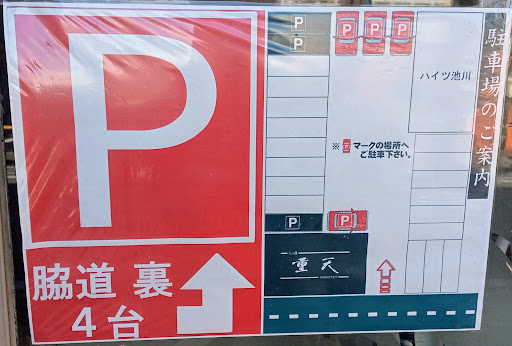 P
脇道 裏
4台
P
P
P P P
ハイツ池川
駐車場のご案内
※ P マークの場所へ
ご駐車下さい。
P
P
重天